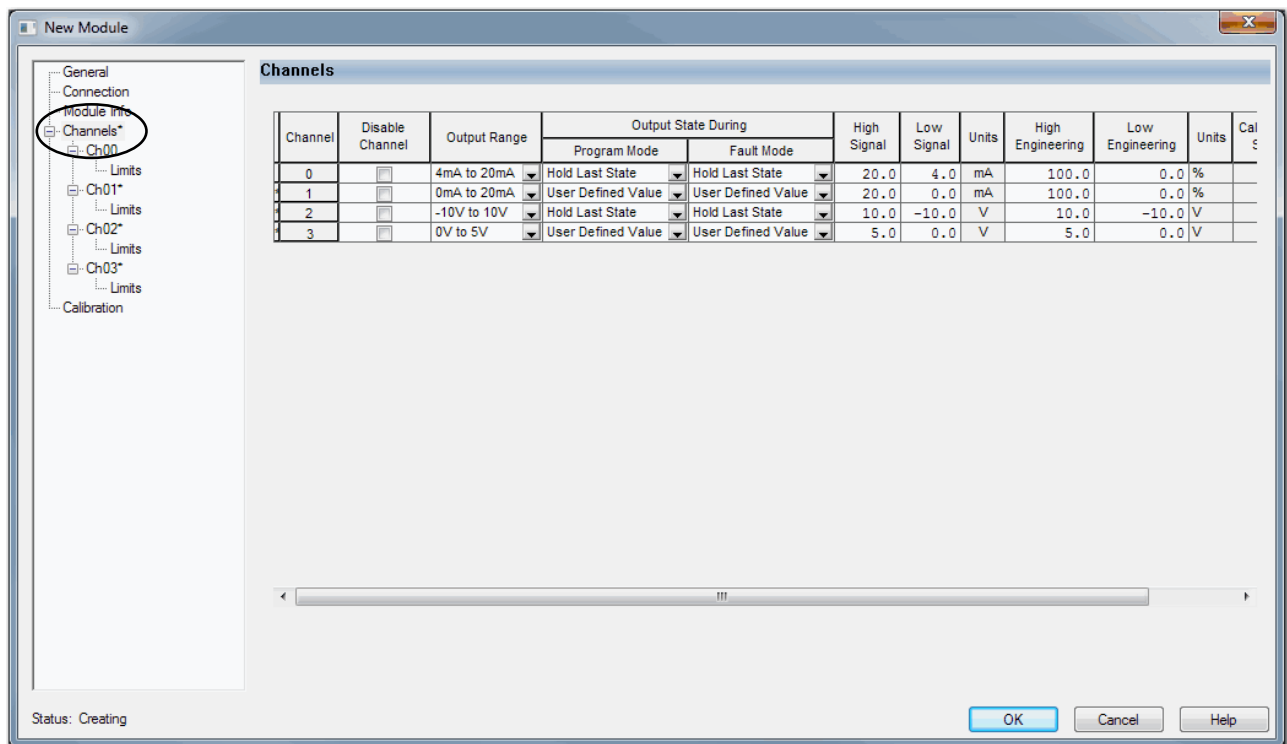 New Module
General
Connection
Module Info
Channels*
Ch00
Limits
Ch01*
Limits
Ch02*
Limits
Ch03*
Limits
Calibration
Channels
Channel Disable Channel Output Range Output State During High Signal Low Signal Units High Engineering Low Engineering Units Cal
Program Mode Fault Mode S
0 4mA to 20mA Hold Last State Hold Last State 20.0 4.0 mA 100.0 0.0 %
* 1 0mA to 20mA User Defined Value User Defined Value 20.0 0.0 mA 100.0 0.0 %
* 2 -10V to 10V Hold Last State Hold Last State 10.0 -10.0 V 10.0 -10.0 V
* 3 0V to 5V User Defined Value User Defined Value 5.0 0.0 V 5.0 0.0 V
Status: Creating
OK Cancel Help